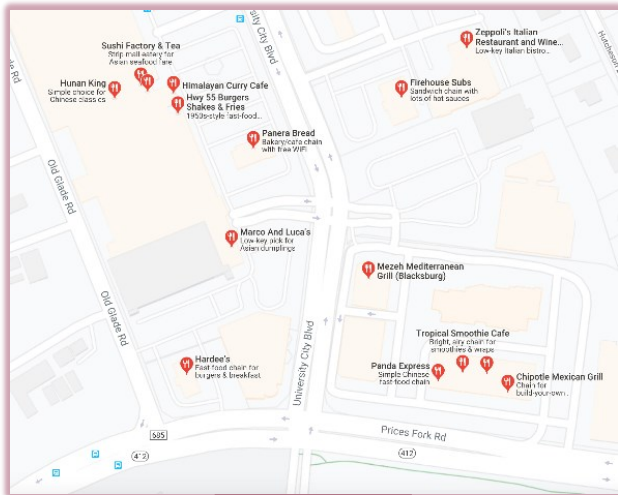 University City Blvd
Zeppoli's Italian
Restaurant and Wine...
Low-key Italian bistro...
Hutcheson
Sushi Factory & Tea
Strip mall eatery for
Asian seafood fare
Glade Rd
Hunan King
Simple choice for
Chinese classics
Himalayan Curry Cafe
Hwy 55 Burgers
Shakes & Fries
1950s-style fast-food...
Firehouse Subs
Sandwich chain with
lots of hot sauces
Panera Bread
Bakery/cafe chain
with free WiFi
Old Glade Rd
Marco And Luca's
Low-key pick for
Asian dumplings
Mezeh Mediterranean
Grill (Blacksburg)
Old Glade Rd
University City Blvd
Tropical Smoothie Cafe
Bright, airy chain for
smoothies & wraps
Hardee's
Fast-food chain for
burgers & breakfast
Panda Express
Simple Chinese
fast-food chain
Chipotle Mexican Grill
Chain for
build-your-own...
685
Prices Fork Rd
412
412